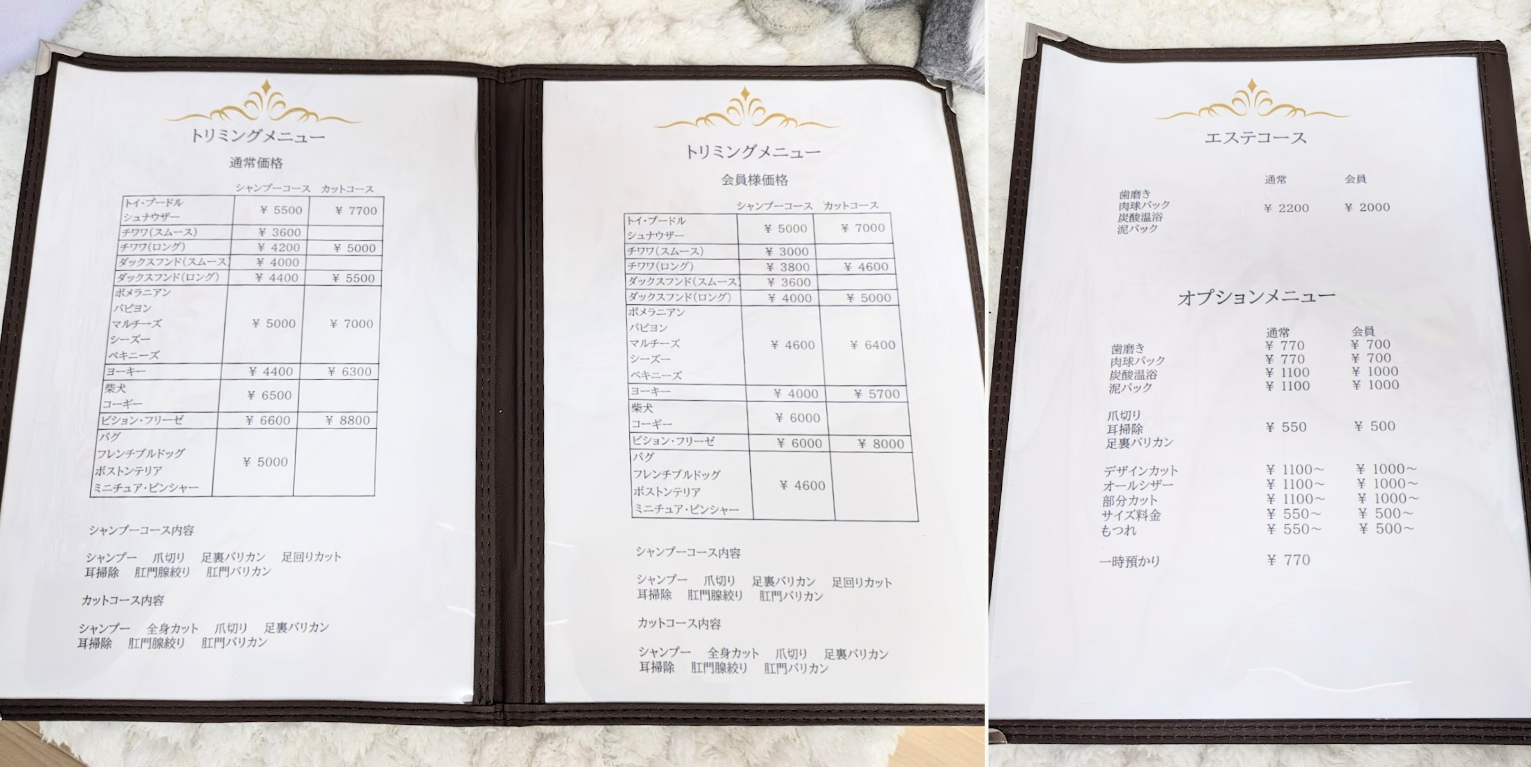 トリミングメニュー
通常価格
シャンプーコース カットコース
トイ・プードル
シュナウザー
¥ 5500 ¥ 7700
チワワ(スムース) ¥ 3600
チワワ(ロング) ¥ 4200 ¥ 5000
ダックスフンド(スムース) ¥ 4000
ダックスフンド(ロング) ¥ 4400 ¥ 5500
ポメラニアン
パピヨン
マルチーズ ¥ 5000 ¥ 7000
シーズー
ペキニーズ
ヨーキー ¥ 4400 ¥ 6300
柴犬
コーギー
¥ 6500
ビション・フリーゼ ¥ 6600 ¥ 8800
パグ
フレンチブルドッグ
ボストンテリア
ミニチュア・ピンシャー
¥ 5000
シャンプーコース内容
シャンプー 爪切り 足裏バリカン 足回りカット
耳掃除 肛門腺絞り 肛門バリカン
カットコース内容
シャンプー 全身カット 爪切り 足裏バリカン
耳掃除 肛門腺絞り 肛門バリカン
トリミングメニュー
会員様価格
シャンプーコース カットコース
トイ・プードル
シュナウザー
¥ 5000 ¥ 7000
チワワ(スムース) ¥ 3000
チワワ(ロング) ¥ 3800 ¥ 4600
ダックスフンド(スムース) ¥ 3600
ダックスフンド(ロング) ¥ 4000 ¥ 5000
ポメラニアン
パピヨン
マルチーズ ¥ 4600 ¥ 6400
シーズー
ペキニーズ
ヨーキー ¥ 4000 ¥ 5700
柴犬
コーギー
¥ 6000
ビション・フリーゼ ¥ 6000 ¥ 8000
パグ
フレンチブルドッグ
ボストンテリア
ミニチュア・ピンシャー
¥ 4600
シャンプーコース内容
シャンプー 爪切り 足裏バリカン 足回りカット
耳掃除 肛門腺絞り 肛門バリカン
カットコース内容
シャンプー 全身カット 爪切り 足裏バリカン
耳掃除 肛門腺絞り 肛門バリカン
エステコース
通常 会員
歯磨き
肉球パック ¥ 2200 ¥ 2000
炭酸温浴
泥パック
オプションメニュー
通常 会員
歯磨き ¥ 770 ¥ 700
肉球パック ¥ 770 ¥ 700
炭酸温浴 ¥ 1100 ¥ 1000
泥パック ¥ 1100 ¥ 1000
爪切り
耳掃除 ¥ 550 ¥ 500
足裏バリカン
デザインカット ¥ 1100～ ¥ 1000～
オールシザー ¥ 1100～ ¥ 1000～
部分カット ¥ 1100～ ¥ 1000～
サイズ料金 ¥ 550～ ¥ 500～
もつれ ¥ 550～ ¥ 500～
一時預かり ¥ 770